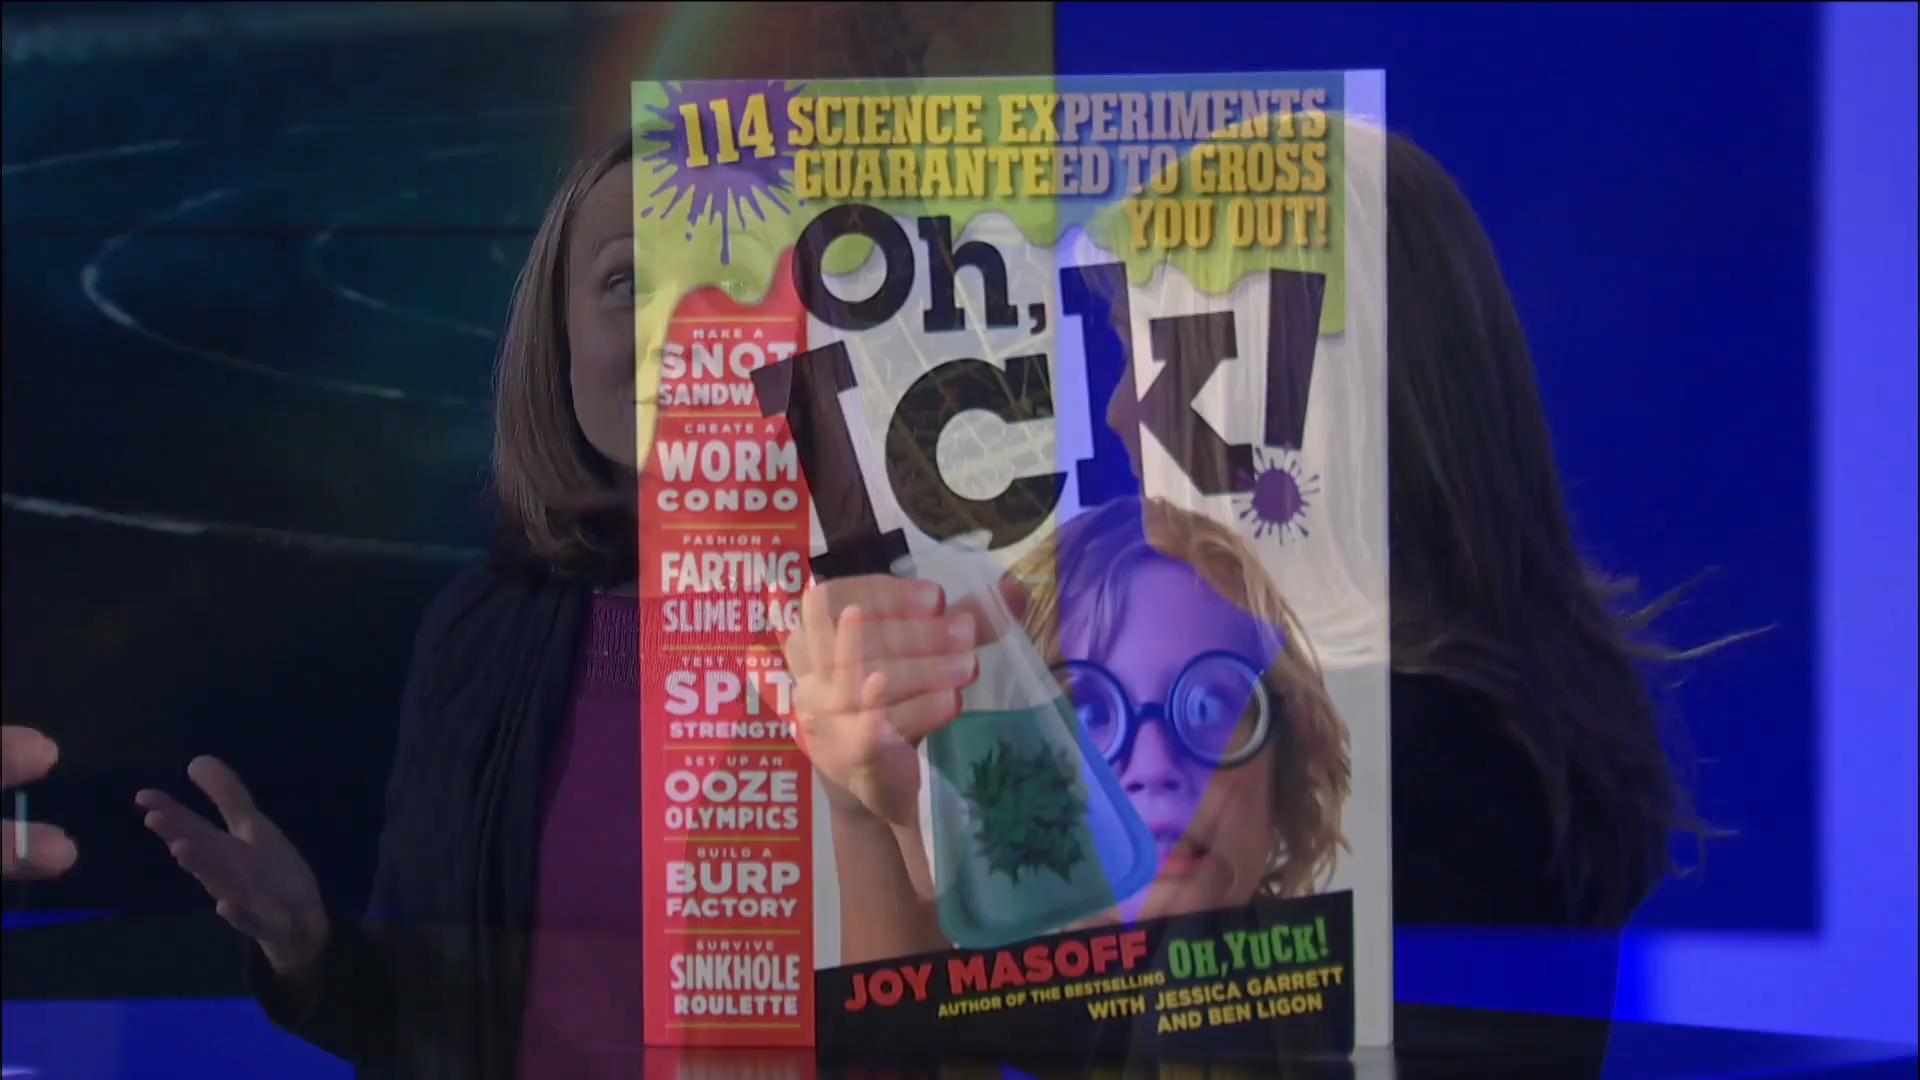 114 SCIENCE EXPERIMENTS
GUARANTEED TO GROSS
YOU OUT!
Oh,
ICK!
MAKE A
SNOT
CREATE A
WORM
CONDO
FASHION A
FARTING
SLIME BAG
TEST YOUR
SPIT
STRENGTH
SET UP AN
OOZE
OLYMPICS
BUILD A
BURP
FACTORY
SURVIVE
SINKHOLE
ROULETTE
JOY MASOFF
AUTHOR OF THE BESTSELLING OH, YUCK!
WITH JESSICA GARRETT
AND BEN LIGON